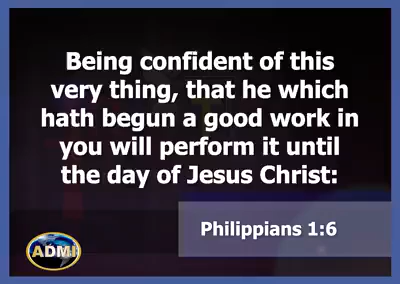 Being confident of this
very thing, that he which
hath begun a good work in
you will perform it until
the day of Jesus Christ:
Philippians 1:6
ADMI